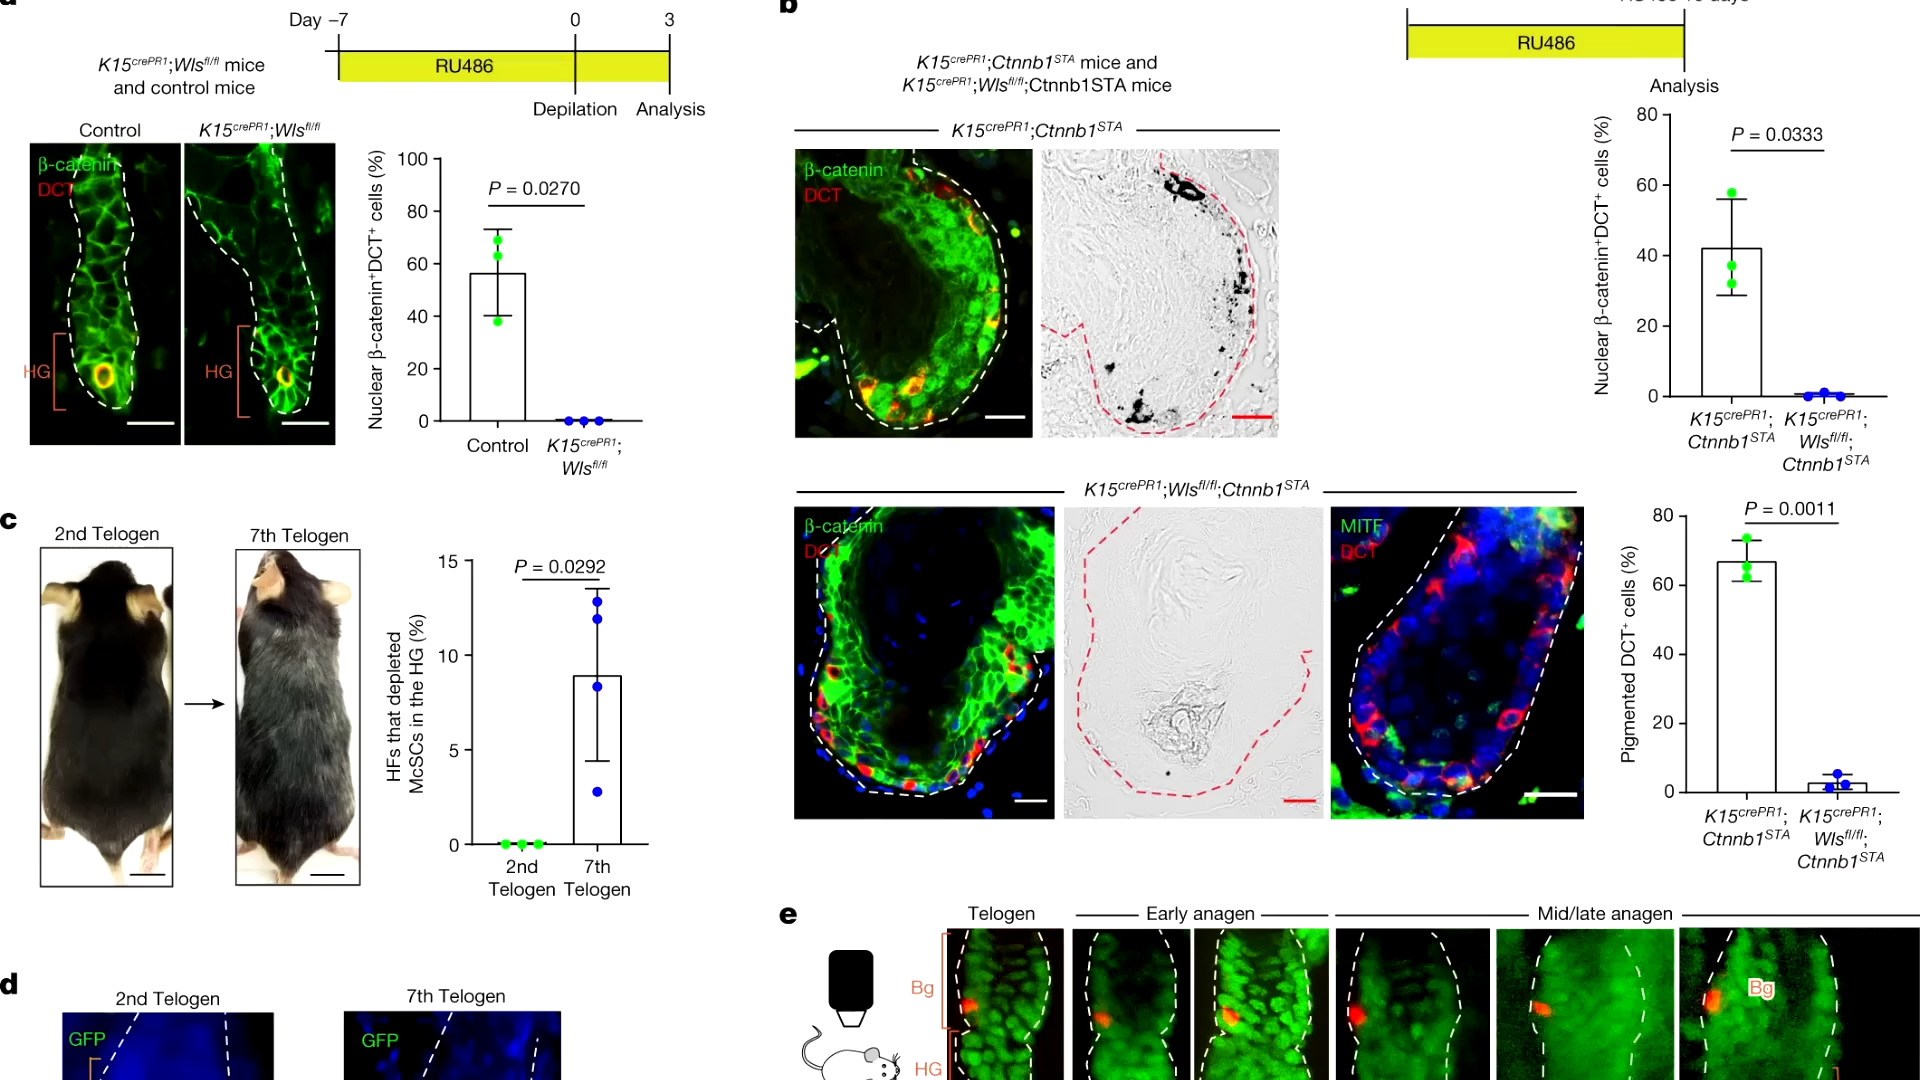 Day –7 0 3
K15crePR1;Wlsfl/fl mice
and control mice
RU486
Depilation Analysis
Control
K15crePR1;Wlsfl/fl
β-catenin
DCT
HG
HG
Nuclear β-catenin+DCT+ cells (%)
100
80
60
40
20
0
P = 0.0270
Control
K15crePR1;
Wlsfl/fl
b
K15crePR1;Ctnnb1STA mice and
K15crePR1;Wlsfl/fl;Ctnnb1STA mice
RU486
Analysis
K15crePR1;Ctnnb1STA
β-catenin
DCT
Nuclear β-catenin+DCT+ cells (%)
80
60
40
20
0
P = 0.0333
K15crePR1;
Ctnnb1STA
K15crePR1;
Wlsfl/fl;
Ctnnb1STA
K15crePR1;Wlsfl/fl;Ctnnb1STA
β-catenin
DCT
MITF
DCT
Pigmented DCT+ cells (%)
80
60
40
20
0
P = 0.0011
K15crePR1;
Ctnnb1STA
K15crePR1;
Wlsfl/fl;
Ctnnb1STA
c
2nd Telogen
7th Telogen
HFs that depleted
McSCs in the HG (%)
15
10
5
0
P = 0.0292
2nd
Telogen
7th
Telogen
d
2nd Telogen
7th Telogen
GFP
GFP
e
Telogen
Early anagen
Mid/late anagen
Bg
HG
Bg